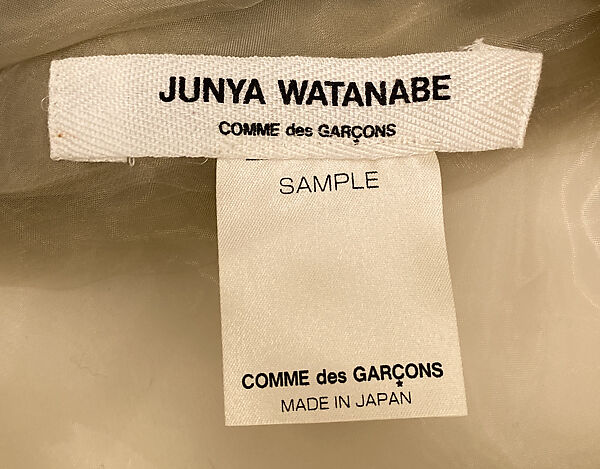 JUNYA WATANABE
COMME des GARÇONS
SAMPLE
COMME des GARÇONS
MADE IN JAPAN